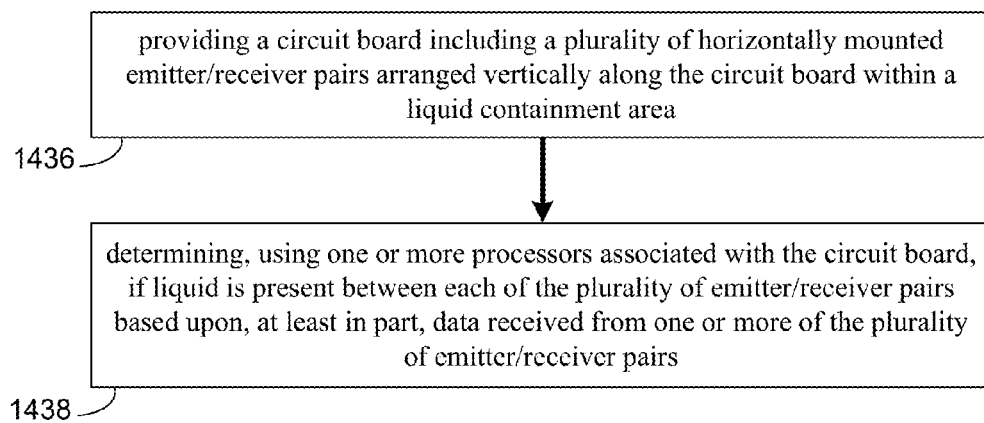 providing a circuit board including a plurality of horizontally mounted
emitter/receiver pairs arranged vertically along the circuit board within a
liquid containment area
1436
determining, using one or more processors associated with the circuit board,
if liquid is present between each of the plurality of emitter/receiver pairs
based upon, at least in part, data received from one or more of the plurality
of emitter/receiver pairs
1438